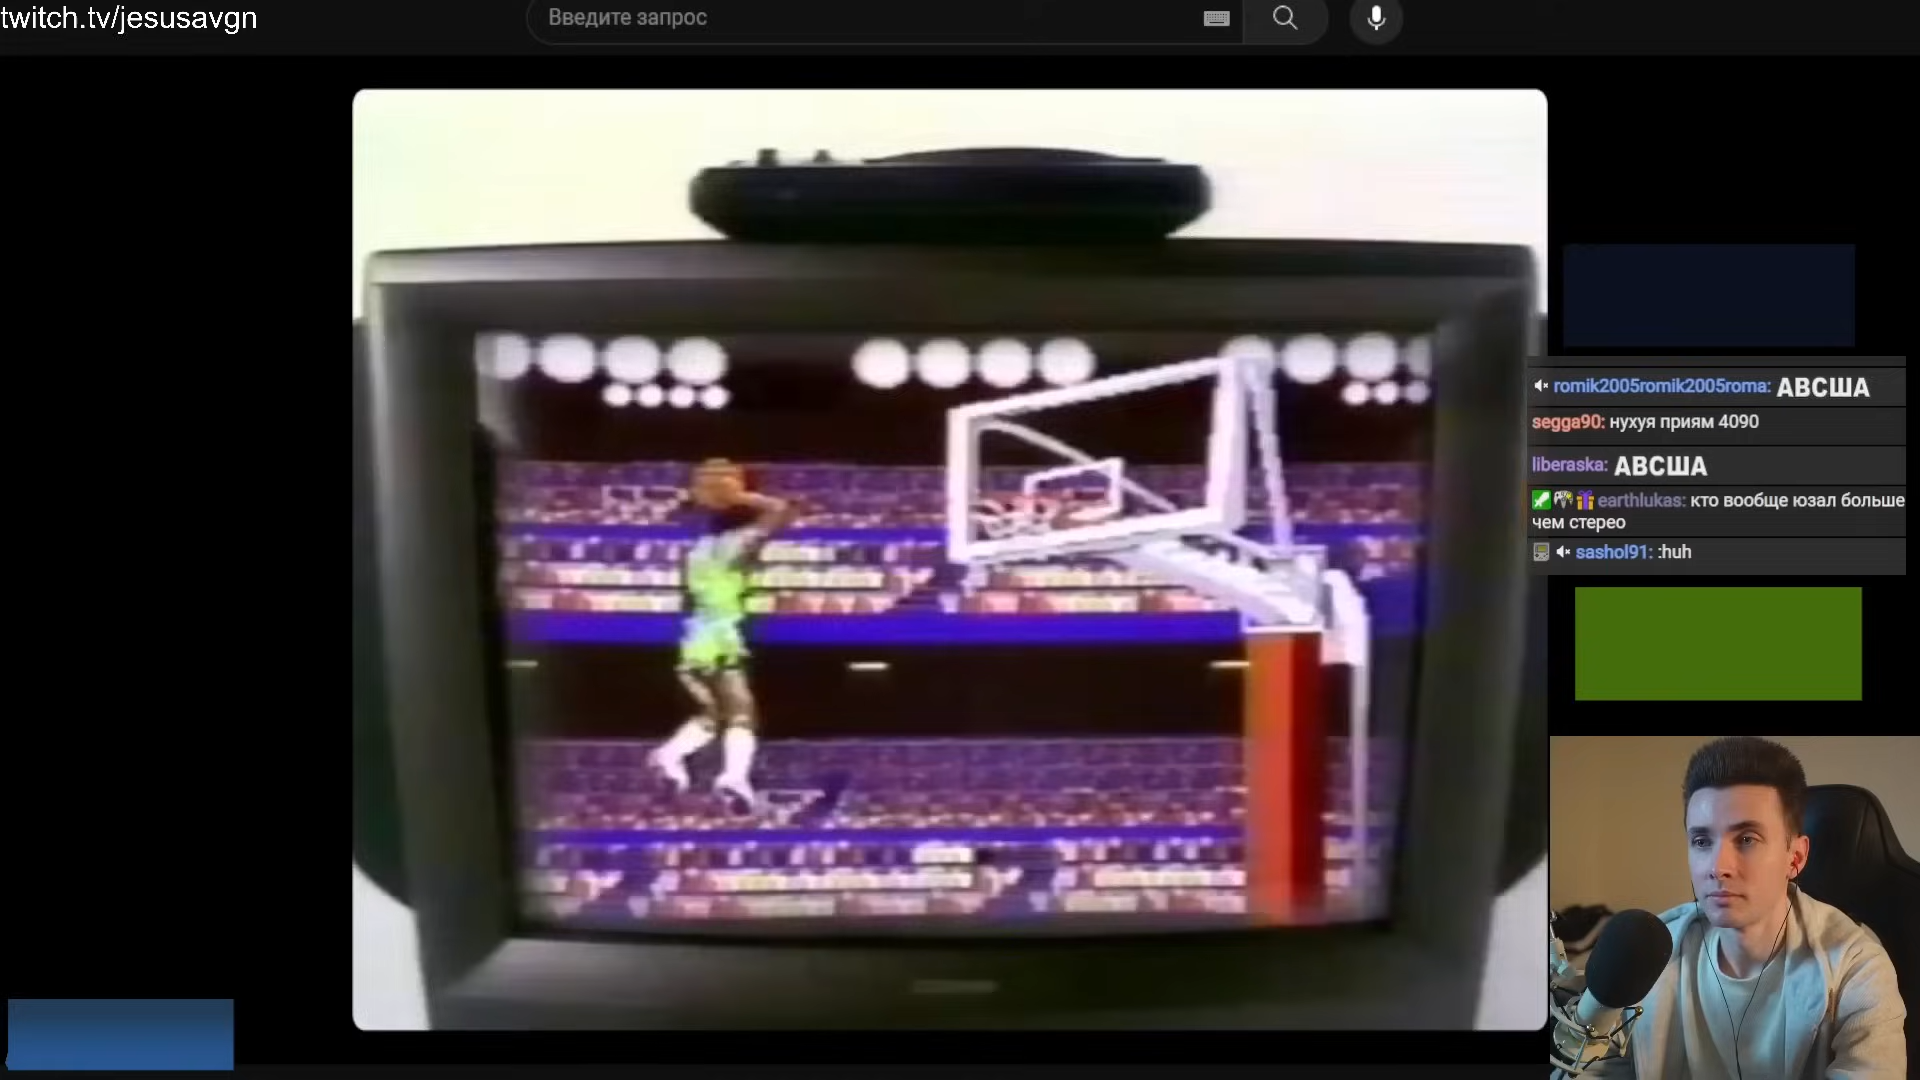 twitch.tv/jesusavgn
Введите запрос
romik2005romik2005roma: АВСША
segga90: нухуя приям 4090
liberaska: АВСША
earthlukas: кто вообще юзал больше
чем стерео
sashol91: :huh